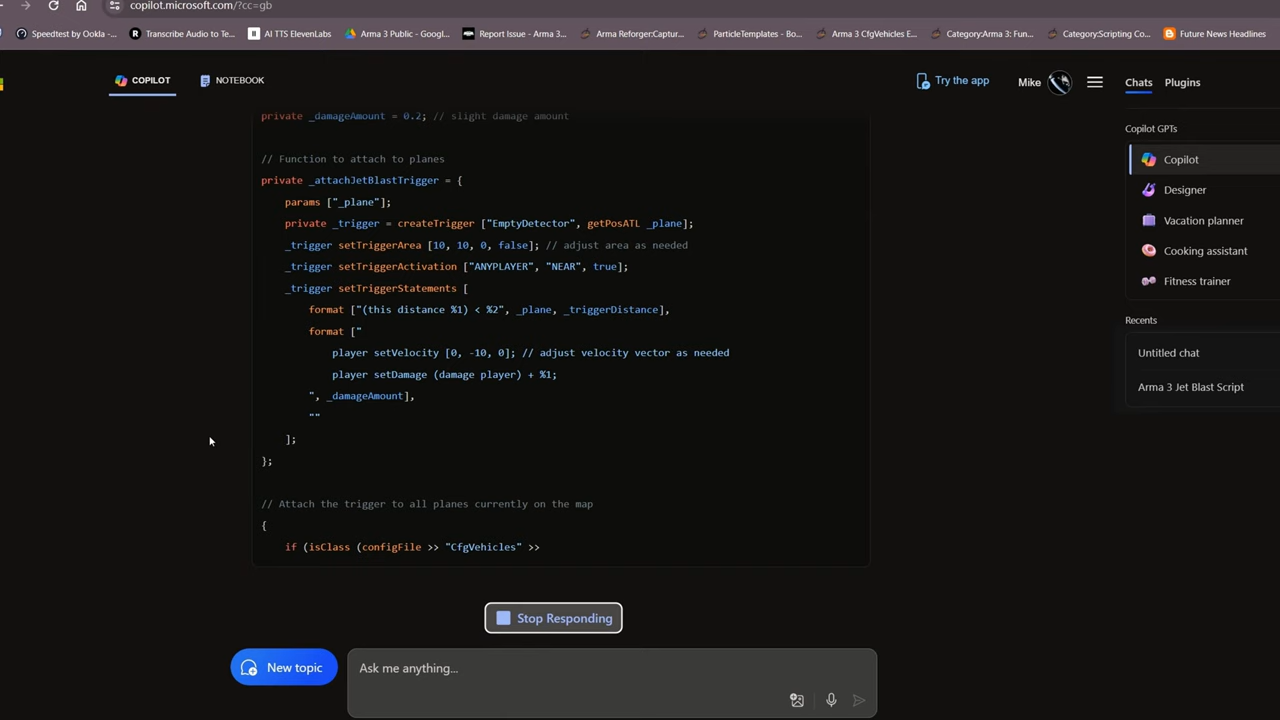 copilot.microsoft.com/?cc=gb
Speedtest by Ookla -...
Transcribe Audio to Te...
AI TTS ElevenLabs
Arma 3 Public - Googl...
Report Issue - Arma 3...
Arma Reforger:Captur...
ParticleTemplates - Bo...
Arma 3 CfgVehicles E...
Category:Arma 3: Fun...
Category:Scripting Co...
Future News Headlines
COPILOT
NOTEBOOK
Try the app
Mike
Chats
Plugins
private _damageAmount = 0.2; // slight damage amount
// Function to attach to planes
private _attachJetBlastTrigger = {
params ["_plane"];
private _trigger = createTrigger ["EmptyDetector", getPosATL _plane];
_trigger setTriggerArea [10, 10, 0, false]; // adjust area as needed
_trigger setTriggerActivation ["ANYPLAYER", "NEAR", true];
_trigger setTriggerStatements [
format ["(this distance %1) < %2", _plane, _triggerDistance],
format ["
player setVelocity [0, -10, 0]; // adjust velocity vector as needed
player setDamage (damage player) + %1;
", _damageAmount],
""
];
};
// Attach the trigger to all planes currently on the map
{
if (isClass (configFile >> "CfgVehicles" >>
Copilot GPTs
Copilot
Designer
Vacation planner
Cooking assistant
Fitness trainer
Recents
Untitled chat
Arma 3 Jet Blast Script
Stop Responding
New topic
Ask me anything...